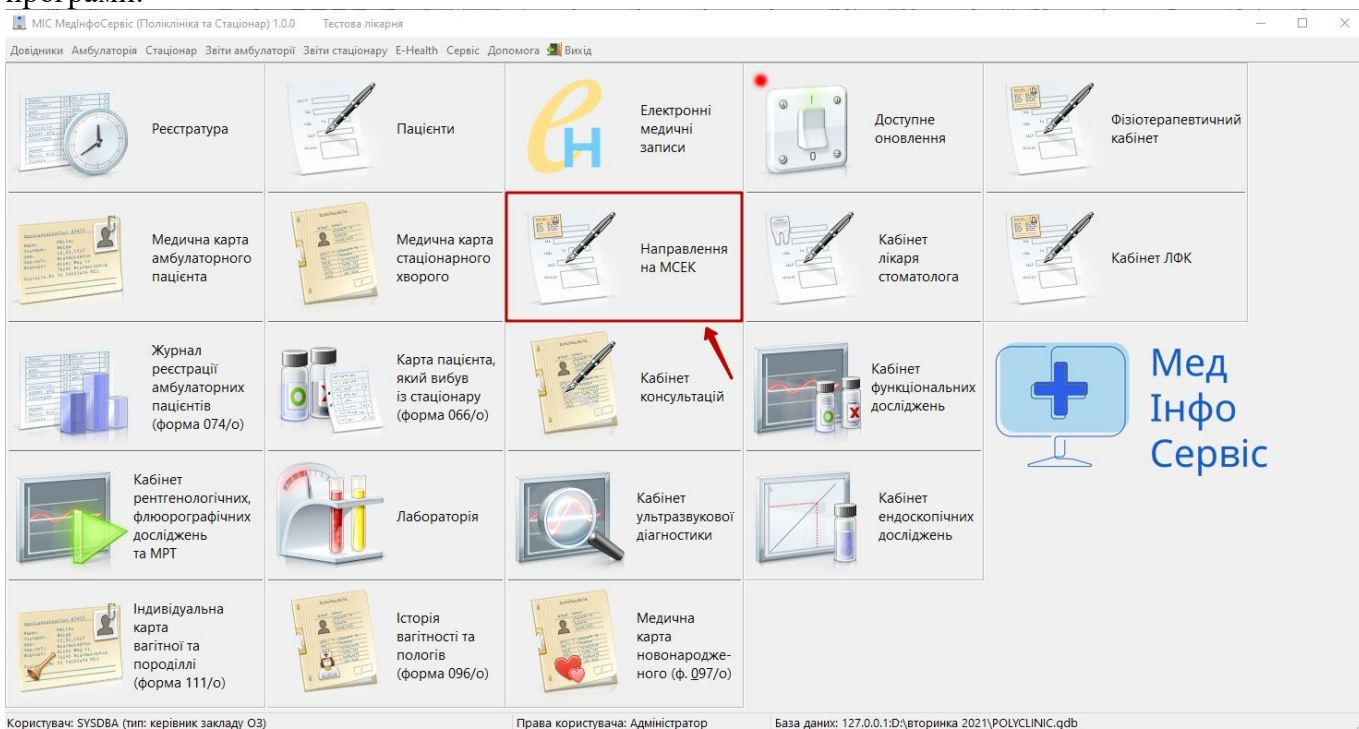 програми.
МІС МедІнфоСервіс (Поліклініка та Стаціонар) 1.0.0 Тестова лікарня
Довідники Амбулаторія Стаціонар Звіти амбулаторії Звіти стаціонару E-Health Сервіс Допомога Вихід
Реєстратура
Пацієнти
Електронні
медичні
записи
Доступне
оновлення
Фізіотерапевтичний
кабінет
Медична карта
амбулаторного
пацієнта
Медична карта
стаціонарного
хворого
Направлення
на МСЕК
Кабінет
лікаря
стоматолога
Кабінет ЛФК
Журнал
реєстрації
амбулаторних
пацієнтів
(форма 074/о)
Карта пацієнта,
який вибув
із стаціонару
(форма 066/о)
Кабінет
консультацій
Кабінет
функціональних
досліджень
Мед
Інфо
Сервіс
Кабінет
рентгенологічних,
флюорографічних
досліджень
та МРТ
Лабораторія
Кабінет
ультразвукової
діагностики
Кабінет
ендоскопічних
досліджень
Індивідуальна
карта
вагітної та
породіллі
(форма 111/о)
Історія
вагітності та
пологів
(форма 096/о)
Медична
карта
новонародже-
ного (ф. 097/о)
Користувач: SYSDBA (тип: керівник закладу ОЗ) Права користувача: Адміністратор База даних: 127.0.0.1:D:\вторинка 2021\POLYCLINIC.gdb